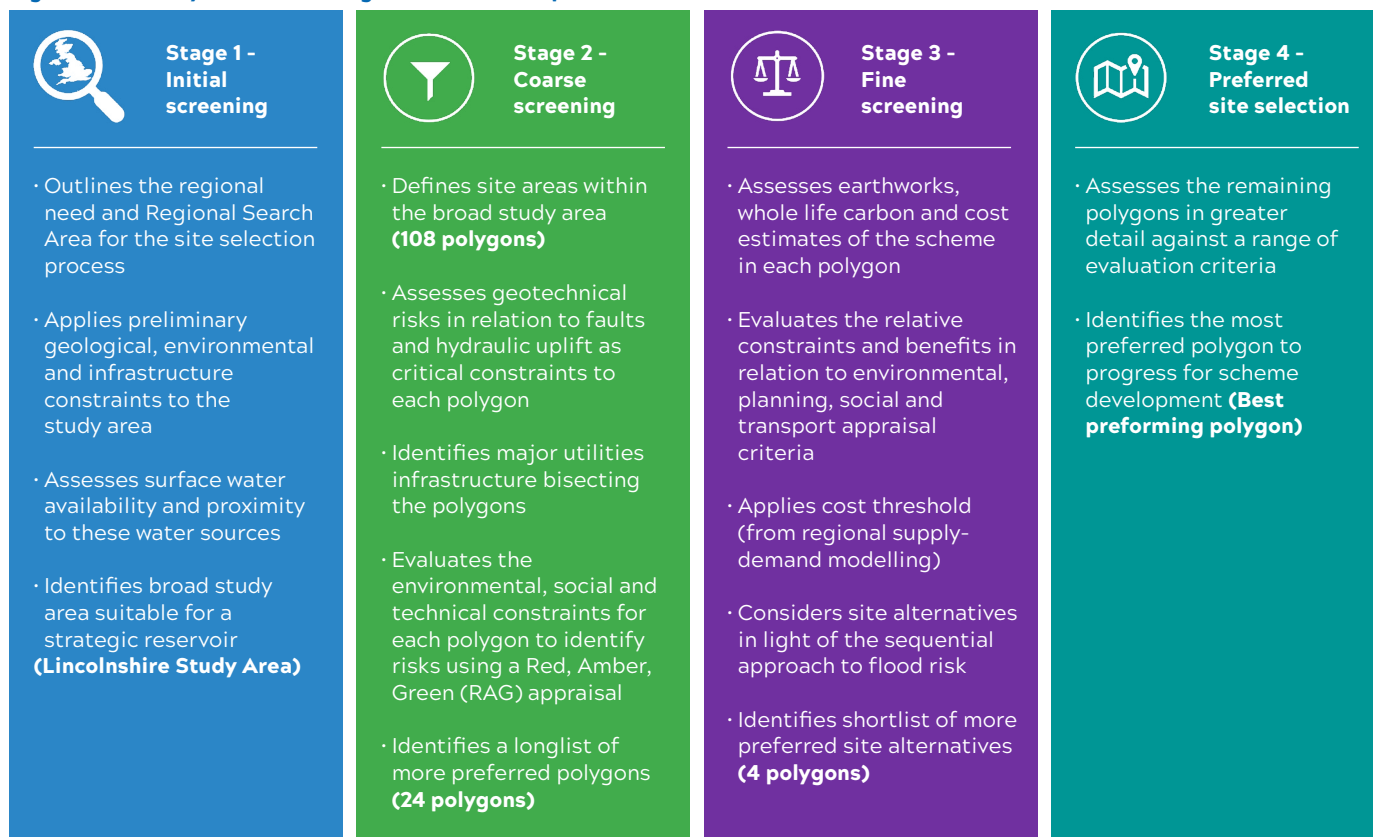 Stage 1 –
Initial
screening
· Outlines the regional
need and Regional Search
Area for the site selection
process
· Applies preliminary
geological, environmental
and infrastructure
constraints to the
study area
· Assesses surface water
availability and proximity
to these water sources
· Identifies broad study
area suitable for a
strategic reservoir
(Lincolnshire Study Area)
Stage 2 –
Coarse
screening
· Defines site areas within
the broad study area
(108 polygons)
· Assesses geotechnical
risks in relation to faults
and hydraulic uplift as
critical constraints to
each polygon
· Identifies major utilities
infrastructure bisecting
the polygons
· Evaluates the
environmental, social and
technical constraints for
each polygon to identify
risks using a Red, Amber,
Green (RAG) appraisal
· Identifies a longlist of
more preferred polygons
(24 polygons)
Stage 3 –
Fine
screening
· Assesses earthworks,
whole life carbon and cost
estimates of the scheme
in each polygon
· Evaluates the relative
constraints and benefits in
relation to environmental,
planning, social and
transport appraisal
criteria
· Applies cost threshold
(from regional supply-
demand modelling)
· Considers site alternatives
in light of the sequential
approach to flood risk
· Identifies shortlist of more
preferred site alternatives
(4 polygons)
Stage 4 –
Preferred
site selection
· Assesses the remaining
polygons in greater
detail against a range of
evaluation criteria
· Identifies the most
preferred polygon to
progress for scheme
development (Best
preforming polygon)